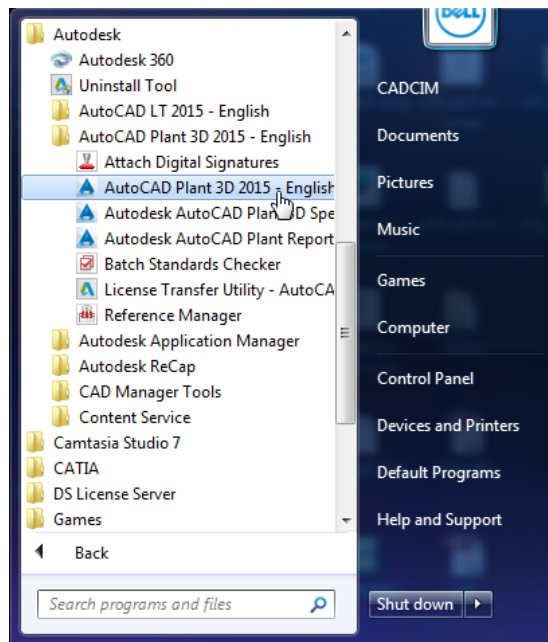 Autodesk
Autodesk 360
Uninstall Tool
AutoCAD LT 2015 - English
AutoCAD Plant 3D 2015 - English
Attach Digital Signatures
AutoCAD Plant 3D 2015 - English
Autodesk AutoCAD Plant 3D Spe
Autodesk AutoCAD Plant Report
Batch Standards Checker
License Transfer Utility - AutoCA
Reference Manager
Autodesk Application Manager
Autodesk ReCap
CAD Manager Tools
Content Service
Camtasia Studio 7
CATIA
DS License Server
Games
Back
Search programs and files
DELL
CADCIM
Documents
Pictures
Music
Games
Computer
Control Panel
Devices and Printers
Default Programs
Help and Support
Shut down